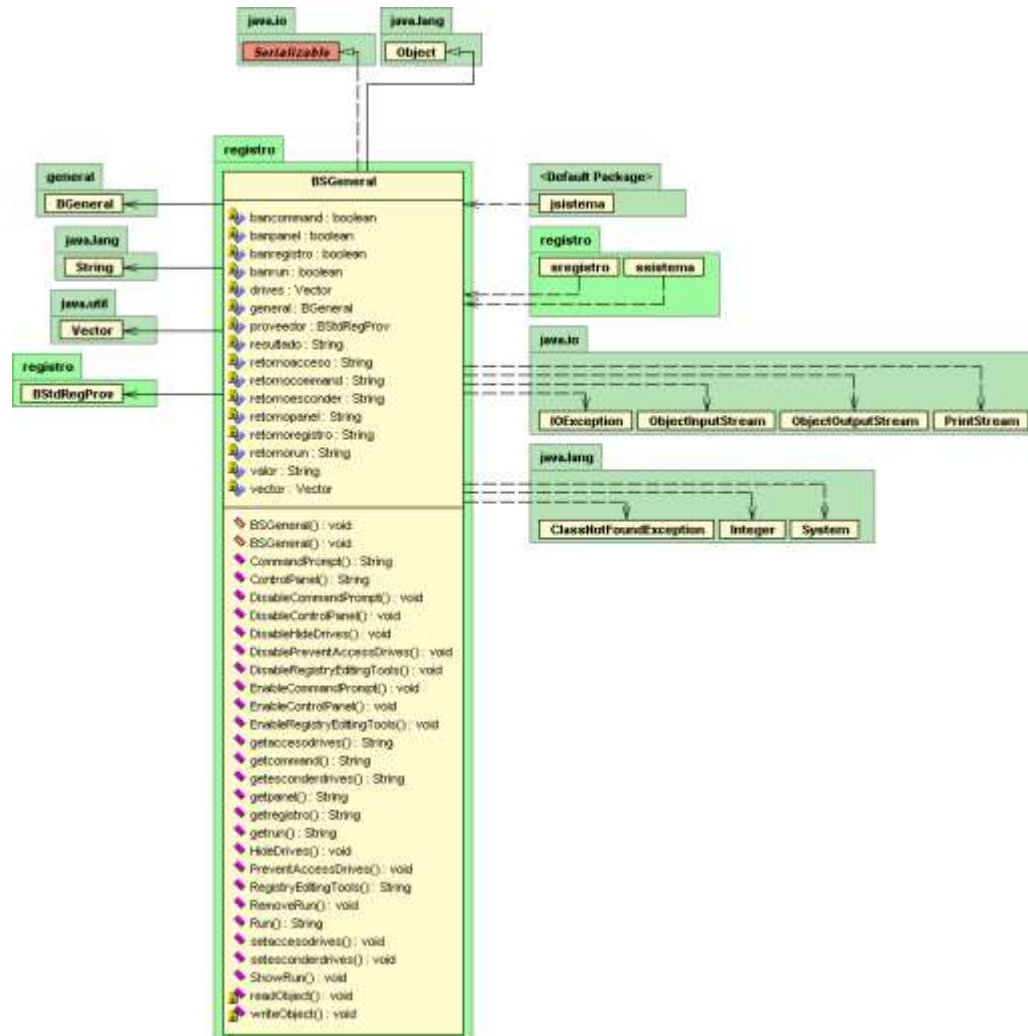 java.io
Serializable
java.lang
Object
registro
BSGeneral
bancommand : boolean
banpanel : boolean
banregistro : boolean
banrun : boolean
drives : Vector
general : BGeneral
proveedor : BStdRegProv
resultado : String
retornoacceso : String
retornocommand : String
retornoesconder : String
retornopanel : String
retornoregistro : String
retornorun : String
valor : String
vector : Vector
BSGeneral() : void
BSGeneral() : void
CommandPrompt() : String
ControlPanel() : String
DisableCommandPrompt() : void
DisableControlPanel() : void
DisableHideDrives() : void
DisablePreventAccessDrives() : void
DisableRegistryEditingTools() : void
EnableCommandPrompt() : void
EnableControlPanel() : void
EnableRegistryEditingTools() : void
getaccesodrives() : String
getcommand() : String
getesconderdrives() : String
getpanel() : String
getregistro() : String
getrun() : String
HideDrives() : void
PreventAccessDrives() : void
RegistryEditingTools() : String
RemoveRun() : void
Run() : String
setaccesodrives() : void
setesconderdrives() : void
ShowRun() : void
readObject() : void
writeObject() : void
general
BGeneral
java.lang
String
java.util
Vector
registro
BStdRegProv
<Default Package>
jsistema
registro
sregistro
ssistema
java.io
IOException
ObjectInputStream
ObjectOutputStream
PrintStream
java.lang
ClassNotFoundException
Integer
System